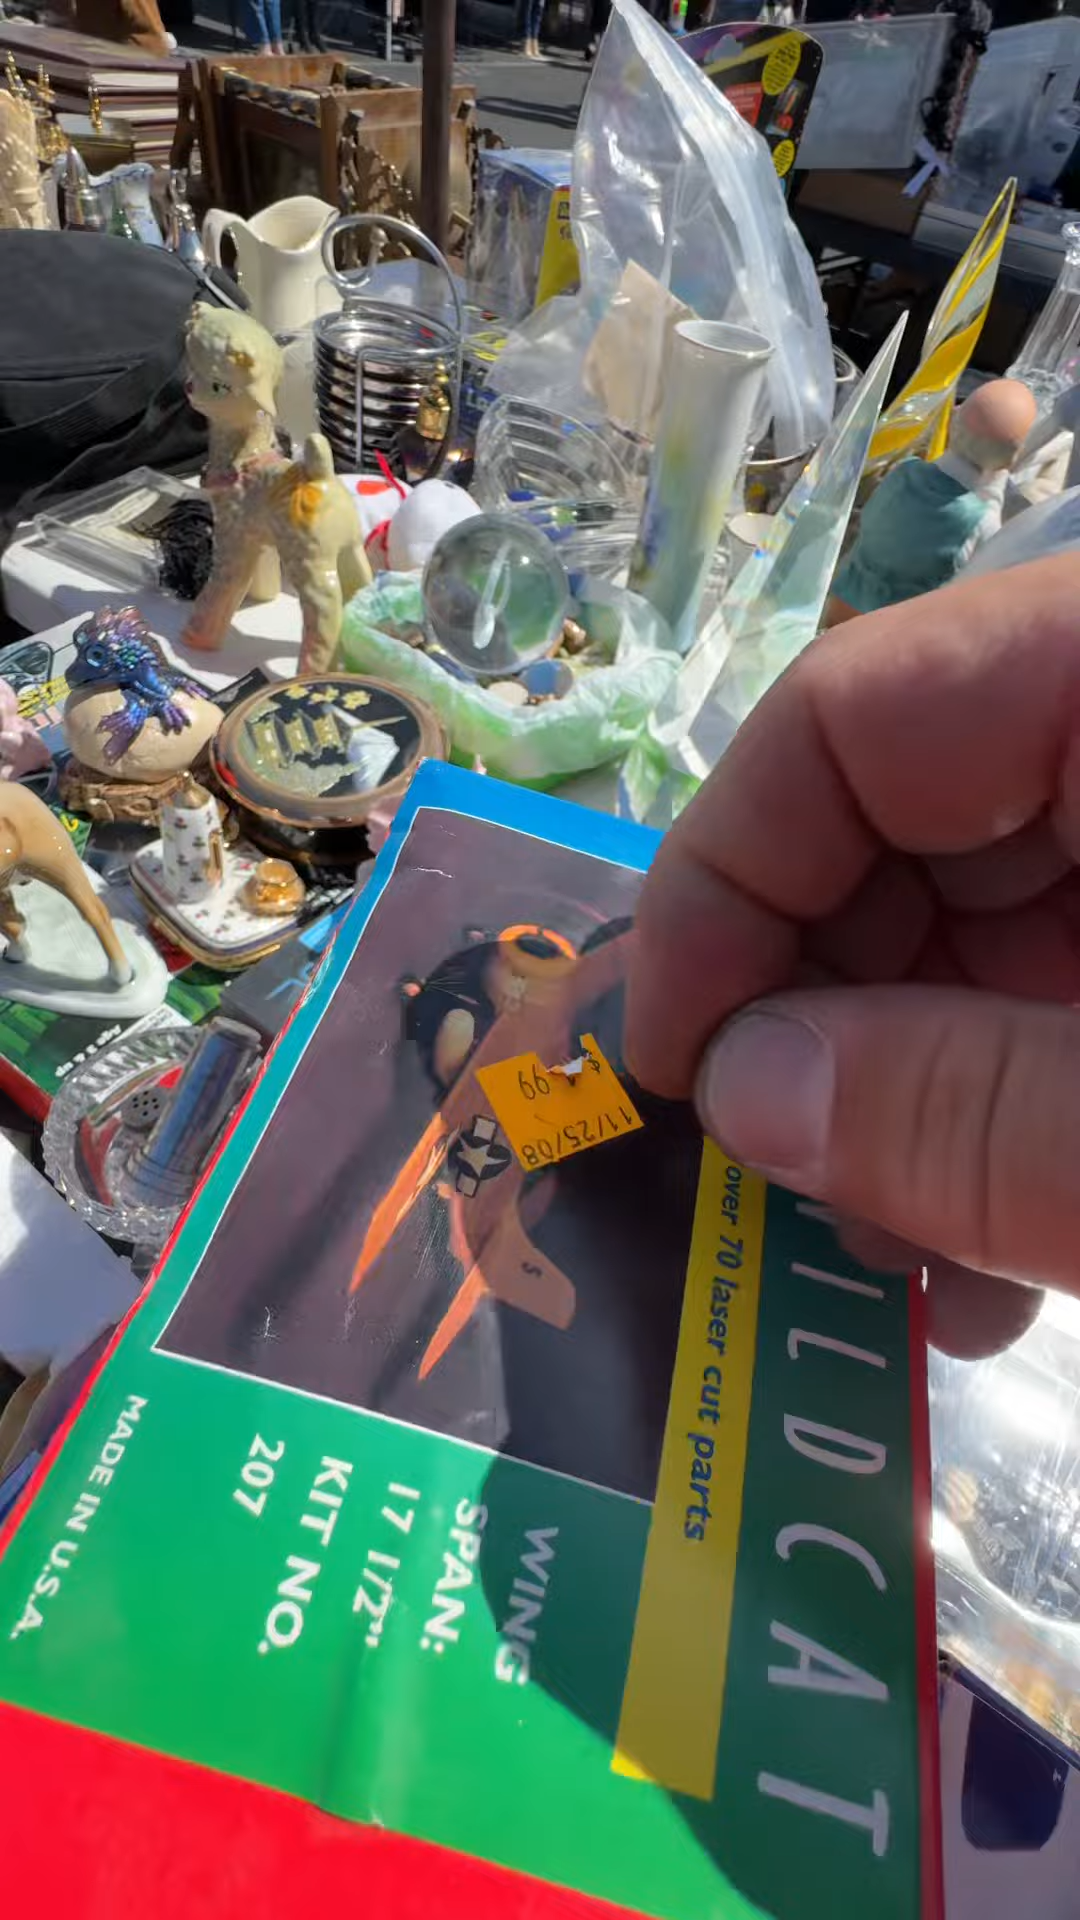 WILDCAT
over 70 laser cut parts
WING
SPAN:
17 1/2"
KIT NO.
207
MADE IN U.S.A.
11/25/08
5